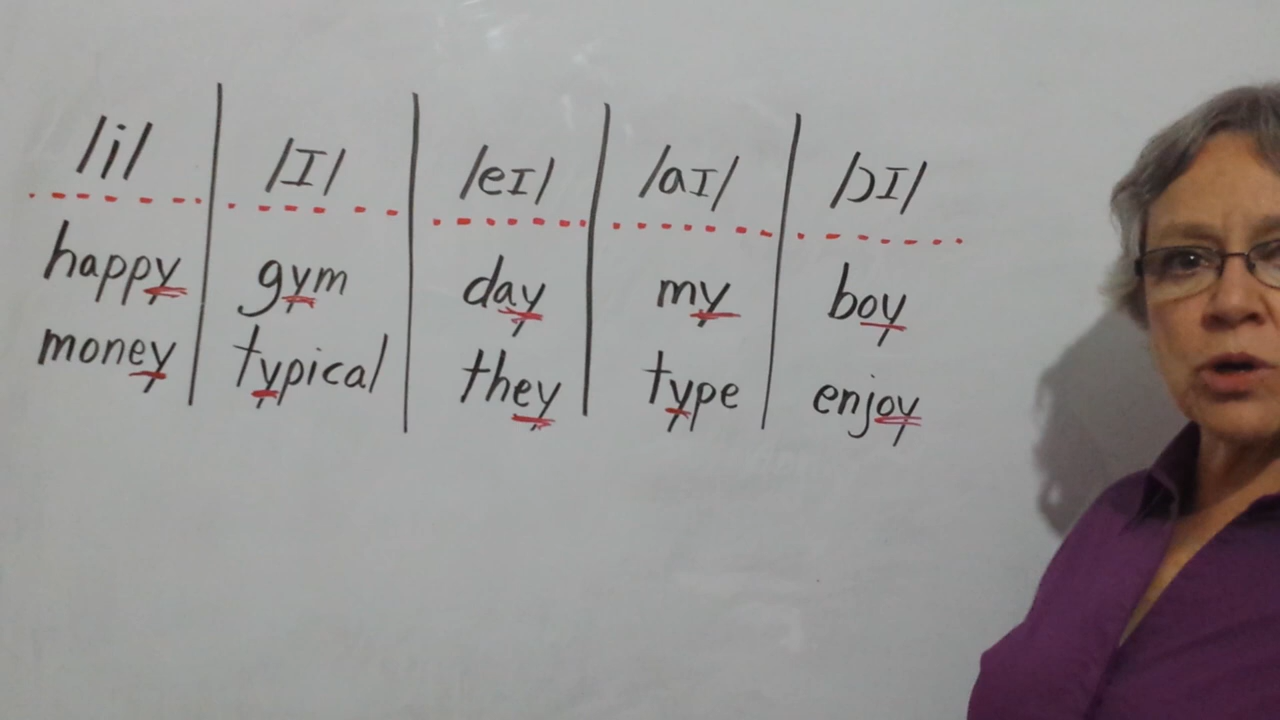 /i/ /ɪ/ /eɪ/ /aɪ/ /ɔɪ/
happy gym day my boy
money typical they type enjoy